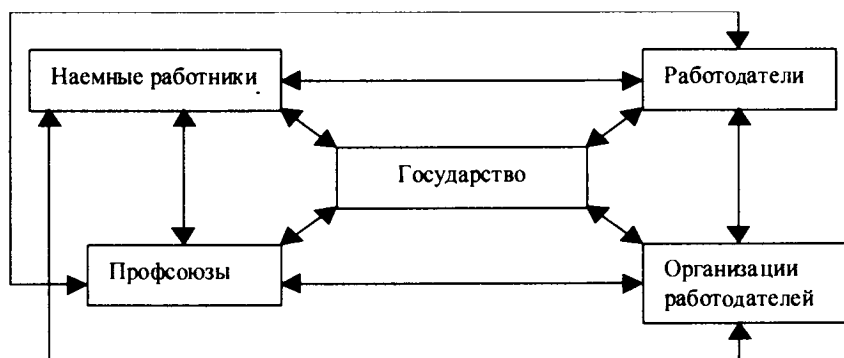 Наемные работники
Работодатели
Государство
Профсоюзы
Организации
работодателей